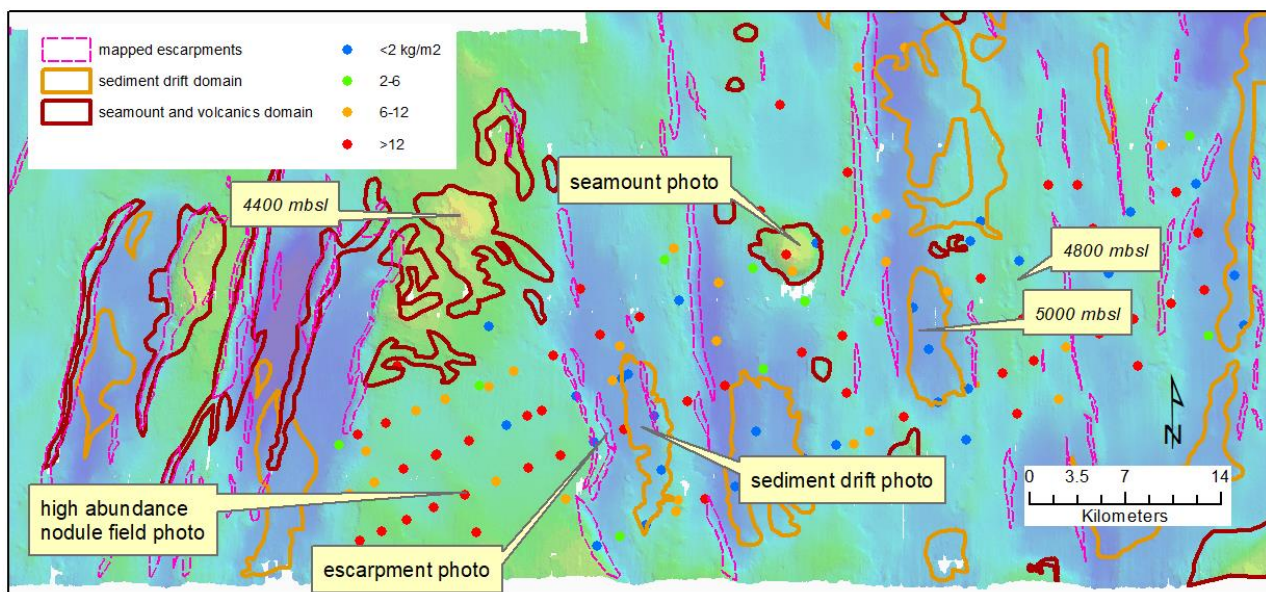 mapped escarpments
sediment drift domain
seamount and volcanics domain
<2 kg/m2
2-6
6-12
>12
4400 mbsl
seamount photo
4800 mbsl
5000 mbsl
sediment drift photo
high abundance
nodule field photo
escarpment photo
N
0 3.5 7 14
Kilometers